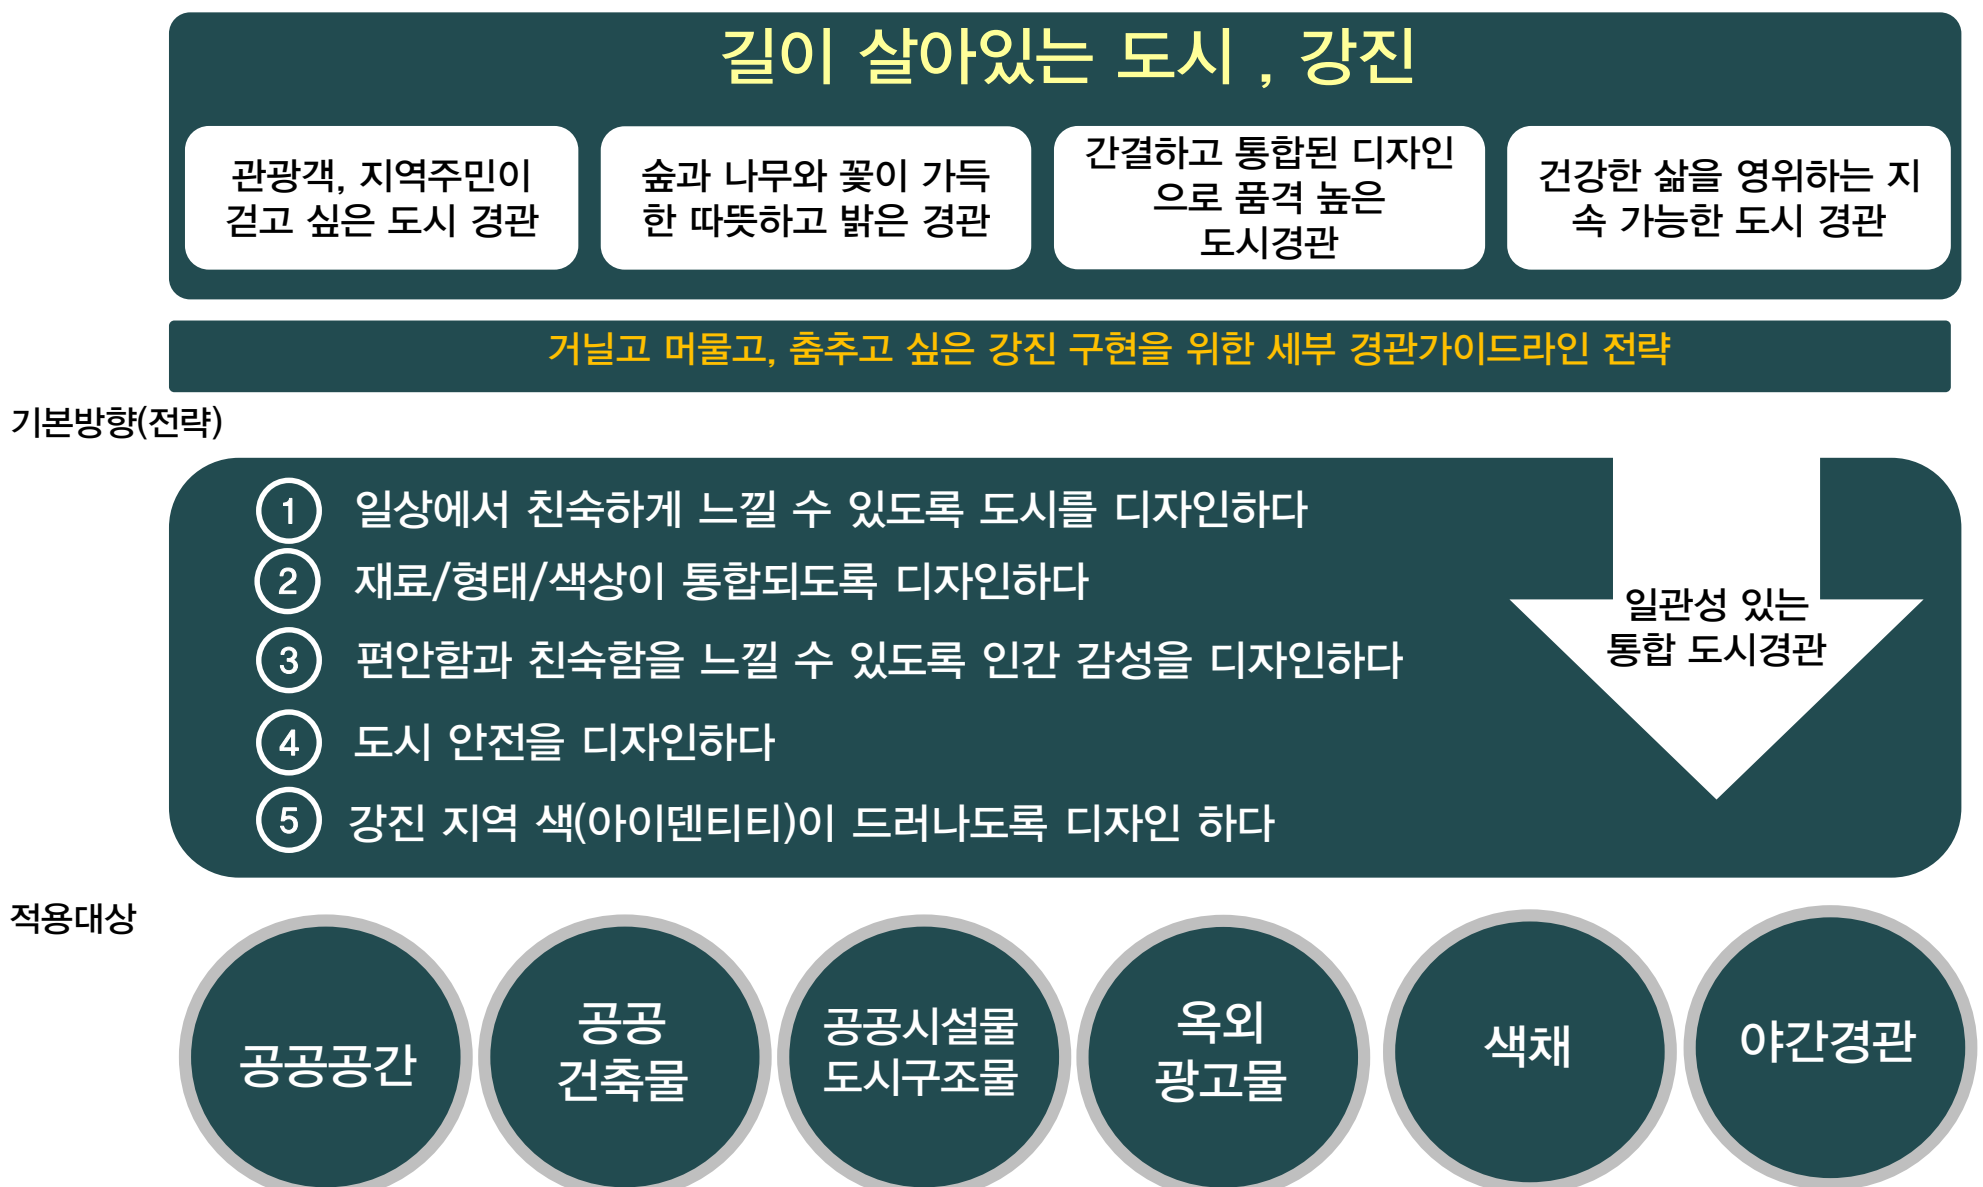 길이 살아있는 도시 , 강진
관광객, 지역주민이
걷고 싶은 도시 경관
숲과 나무와 꽃이 가득
한 따뜻하고 밝은 경관
간결하고 통합된 디자인
으로 품격 높은
도시경관
건강한 삶을 영위하는 지
속 가능한 도시 경관
거닐고 머물고, 춤추고 싶은 강진 구현을 위한 세부 경관가이드라인 전략
기본방향(전략)
1 일상에서 친숙하게 느낄 수 있도록 도시를 디자인하다
2 재료/형태/색상이 통합되도록 디자인하다
3 편안함과 친숙함을 느낄 수 있도록 인간 감성을 디자인하다
4 도시 안전을 디자인하다
5 강진 지역 색(아이덴티티)이 드러나도록 디자인 하다
일관성 있는
통합 도시경관
적용대상
공공공간
공공
건축물
공공시설물
도시구조물
옥외
광고물
색채
야간경관